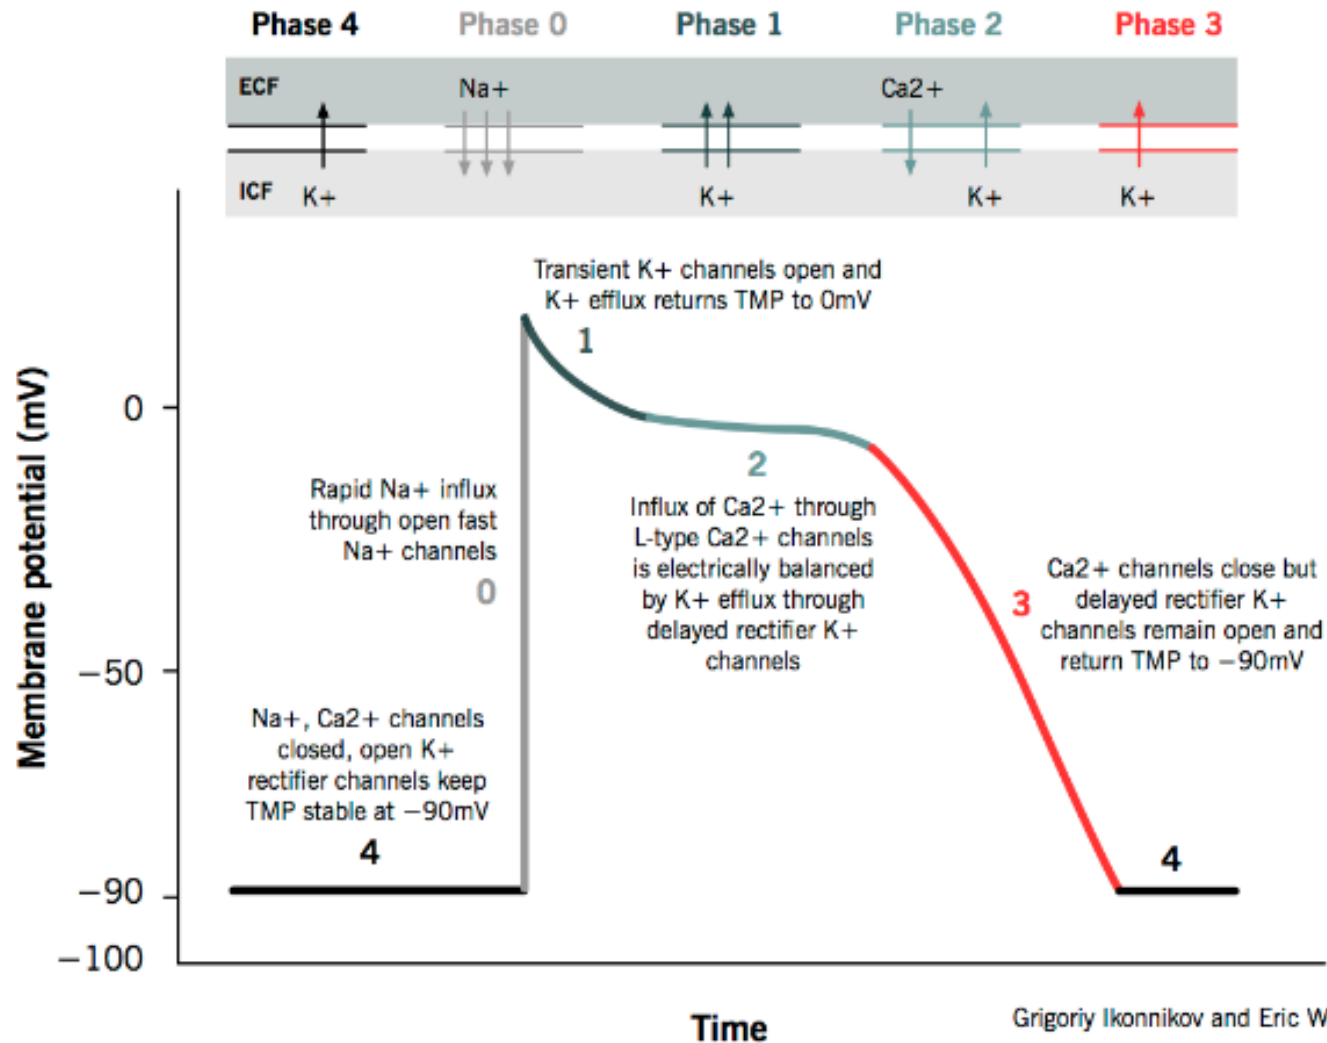 Phase 4 Phase 0 Phase 1 Phase 2 Phase 3
ECF Na+ Ca2+
ICF K+ K+ K+ K+
Transient K+ channels open and
K+ efflux returns TMP to 0mV
1
Membrane potential (mV)
0
−50
−90
−100
Rapid Na+ influx
through open fast
Na+ channels
0
2
Influx of Ca2+ through
L-type Ca2+ channels
is electrically balanced
by K+ efflux through
delayed rectifier K+
channels
3
Ca2+ channels close but
delayed rectifier K+
channels remain open and
return TMP to −90mV
Na+, Ca2+ channels
closed, open K+
rectifier channels keep
TMP stable at −90mV
4
4
Time
Grigoriy Ikonnikov and Eric W